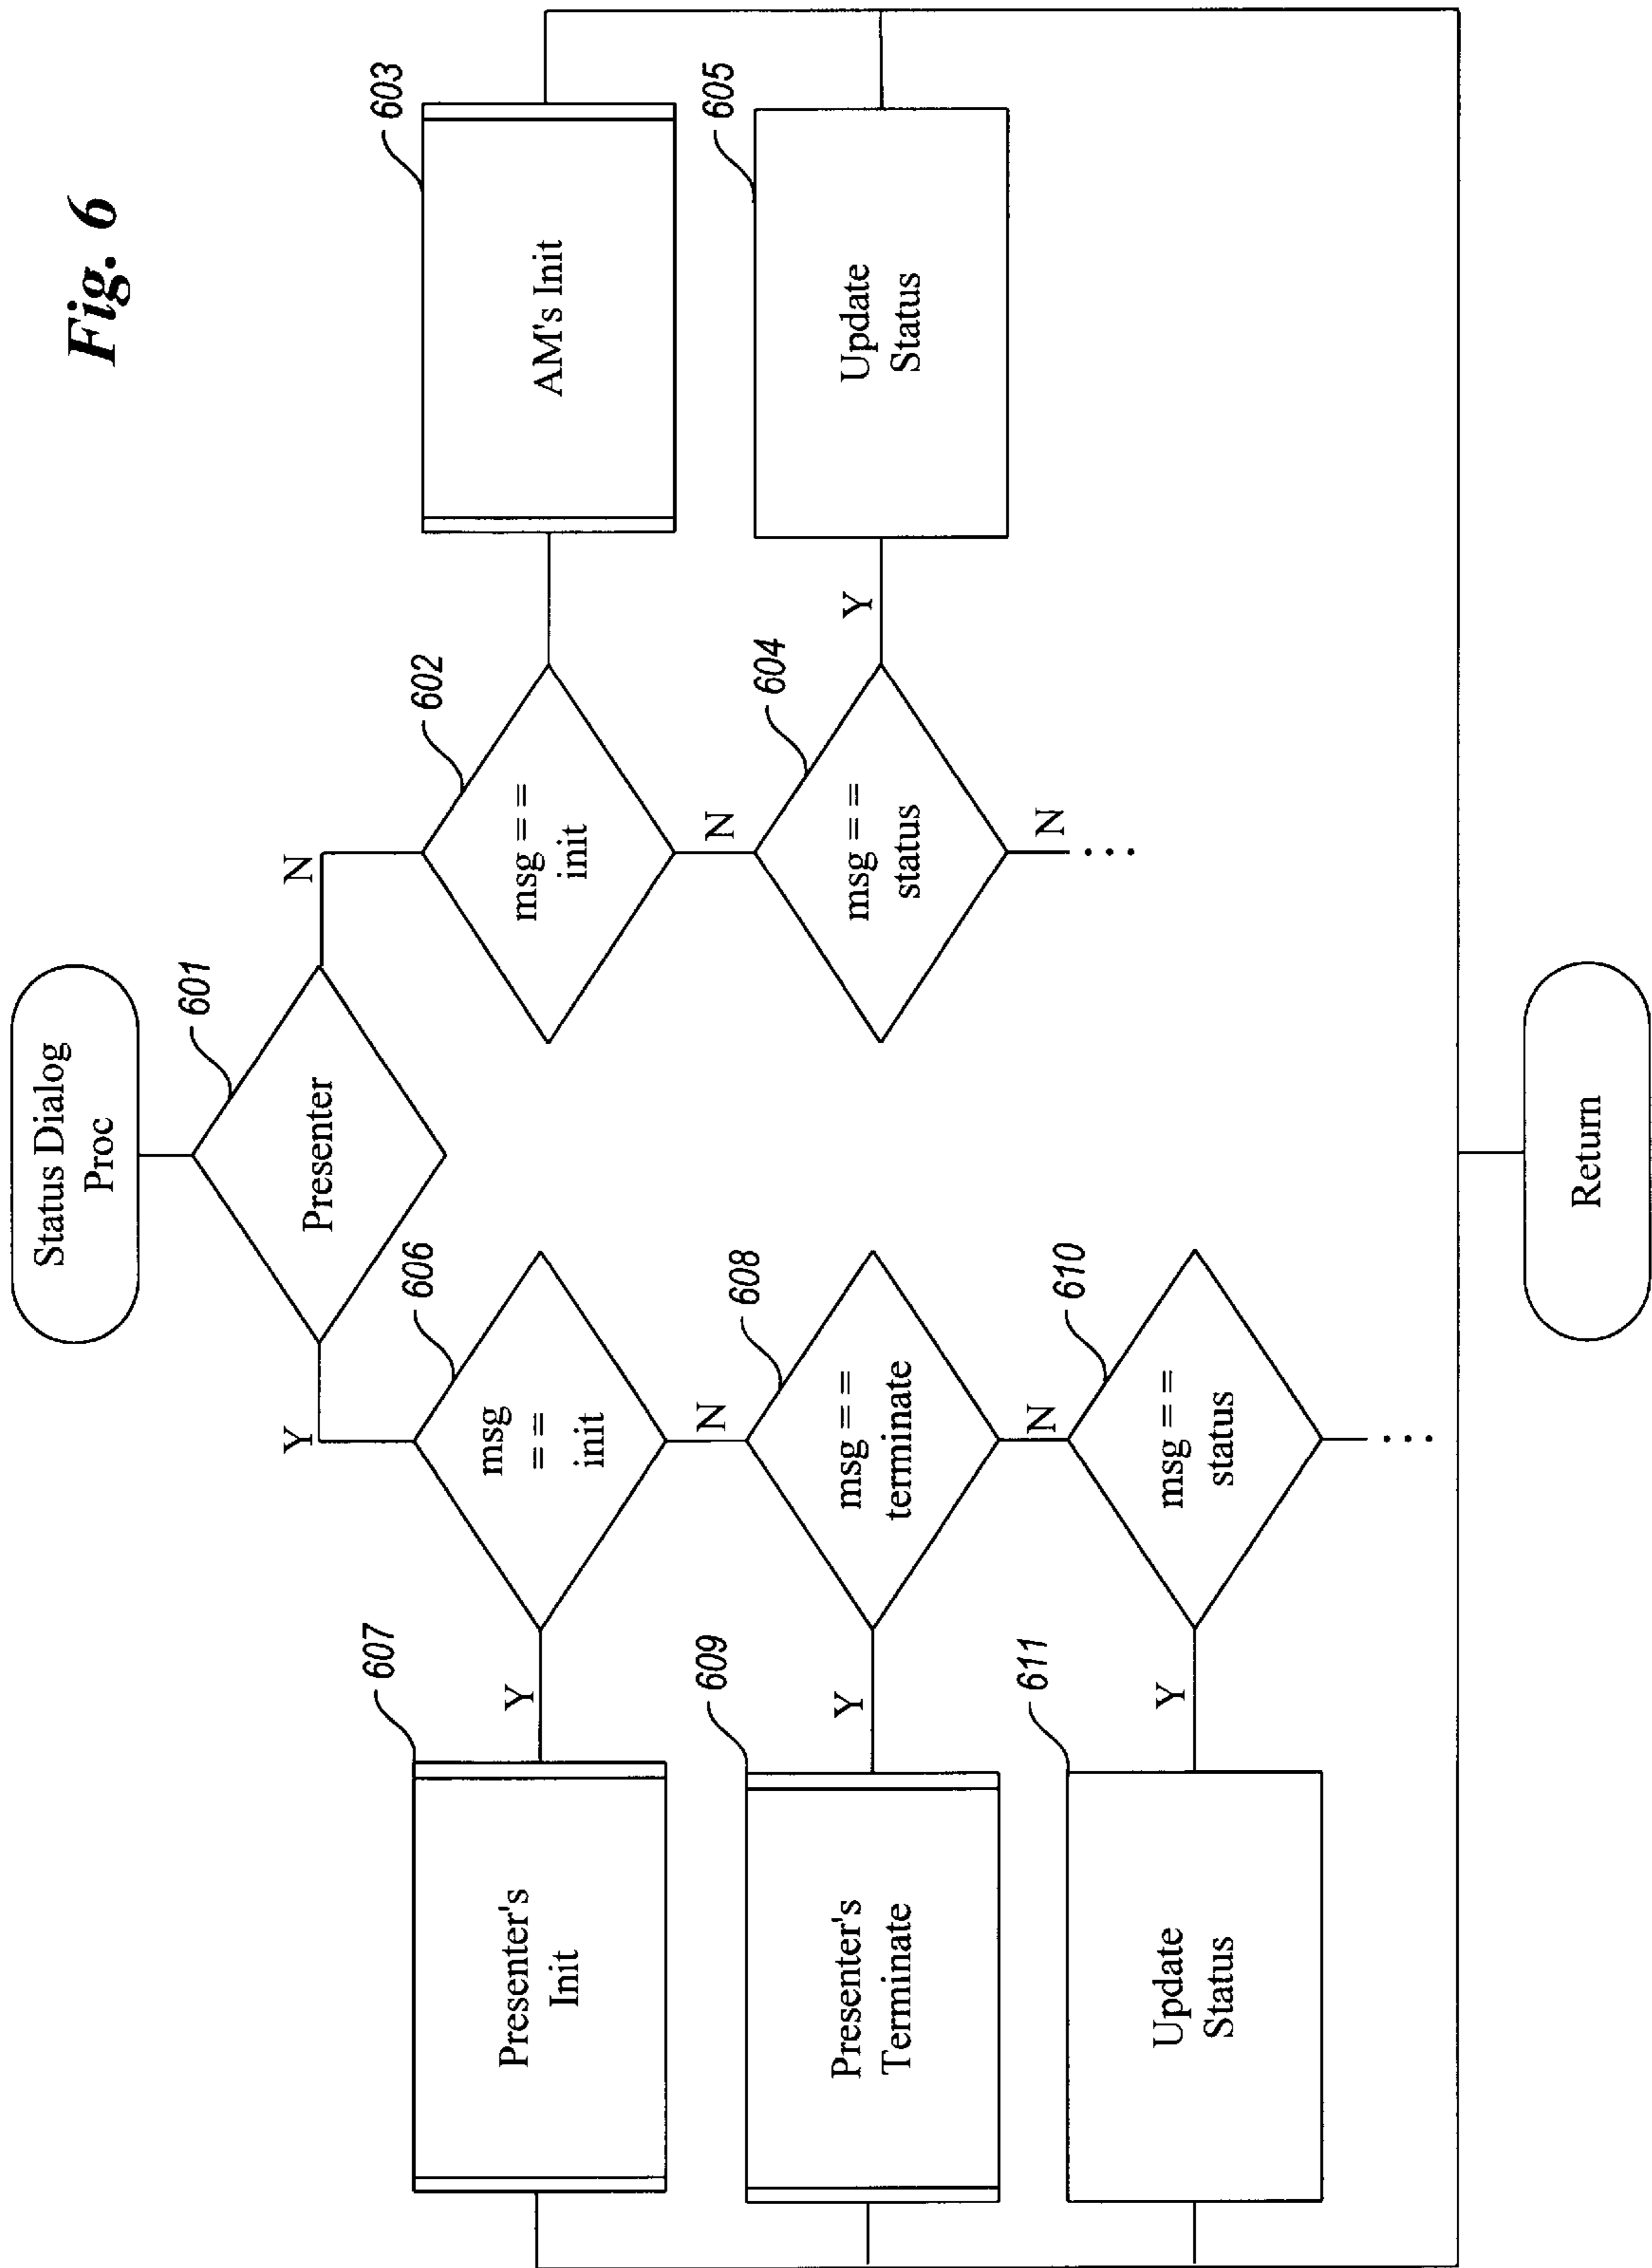 Fig. 6
Status Dialog
Proc
601
Presenter
Y
N
606
msg
==
init
Y
607
Presenter's
Init
N
602
msg ==
init
603
AM's Init
N
608
msg ==
terminate
Y
609
Presenter's
Terminate
N
604
msg ==
status
Y
605
Update
Status
N
...
610
msg ==
status
Y
611
Update
Status
...
Return